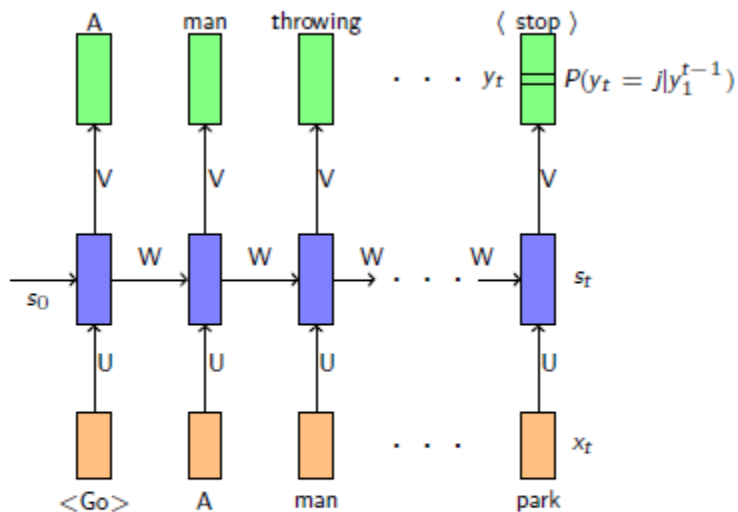 A man throwing ⟨ stop ⟩
· · · y_t P(y_t = j|y_1^{t−1})
V V V V
W W W W
s_0 · · · s_t
U U U U
· · · x_t
<Go> A man park